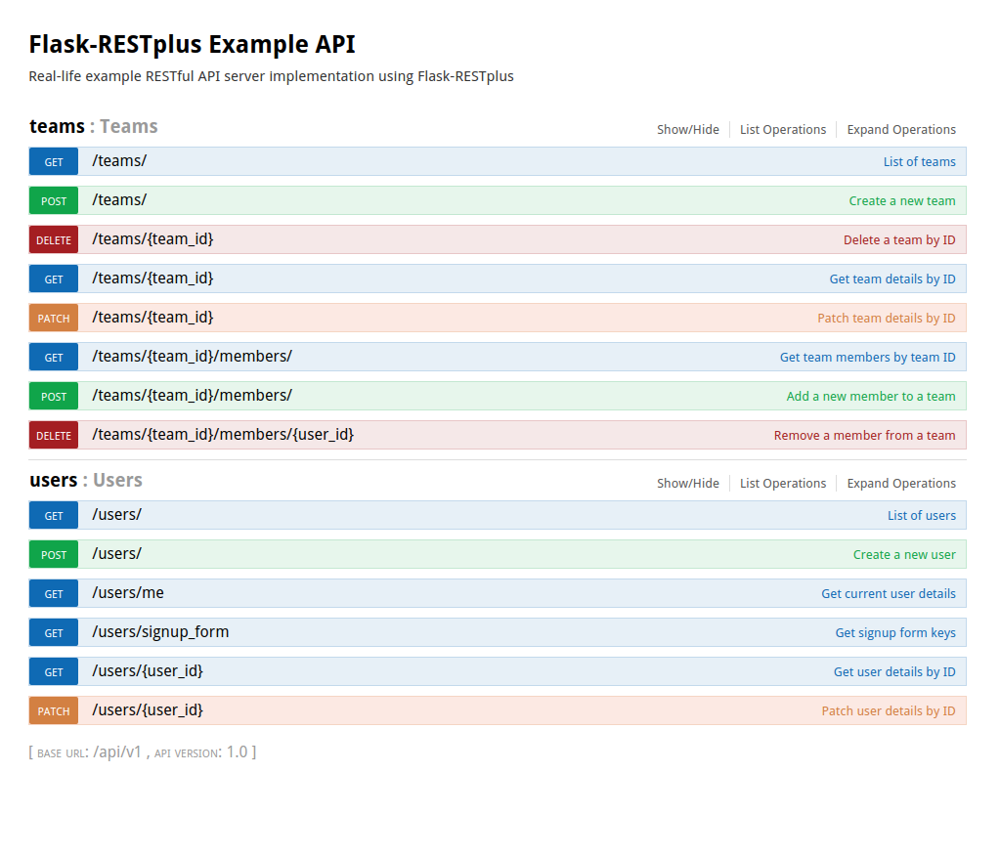 Flask-RESTplus Example API
Real-life example RESTful API server implementation using Flask-RESTplus
teams : Teams Show/Hide List Operations Expand Operations
GET /teams/ List of teams
POST /teams/ Create a new team
DELETE /teams/{team_id} Delete a team by ID
GET /teams/{team_id} Get team details by ID
PATCH /teams/{team_id} Patch team details by ID
GET /teams/{team_id}/members/ Get team members by team ID
POST /teams/{team_id}/members/ Add a new member to a team
DELETE /teams/{team_id}/members/{user_id} Remove a member from a team
users : Users Show/Hide List Operations Expand Operations
GET /users/ List of users
POST /users/ Create a new user
GET /users/me Get current user details
GET /users/signup_form Get signup form keys
GET /users/{user_id} Get user details by ID
PATCH /users/{user_id} Patch user details by ID
[ BASE URL: /api/v1 , API VERSION: 1.0 ]